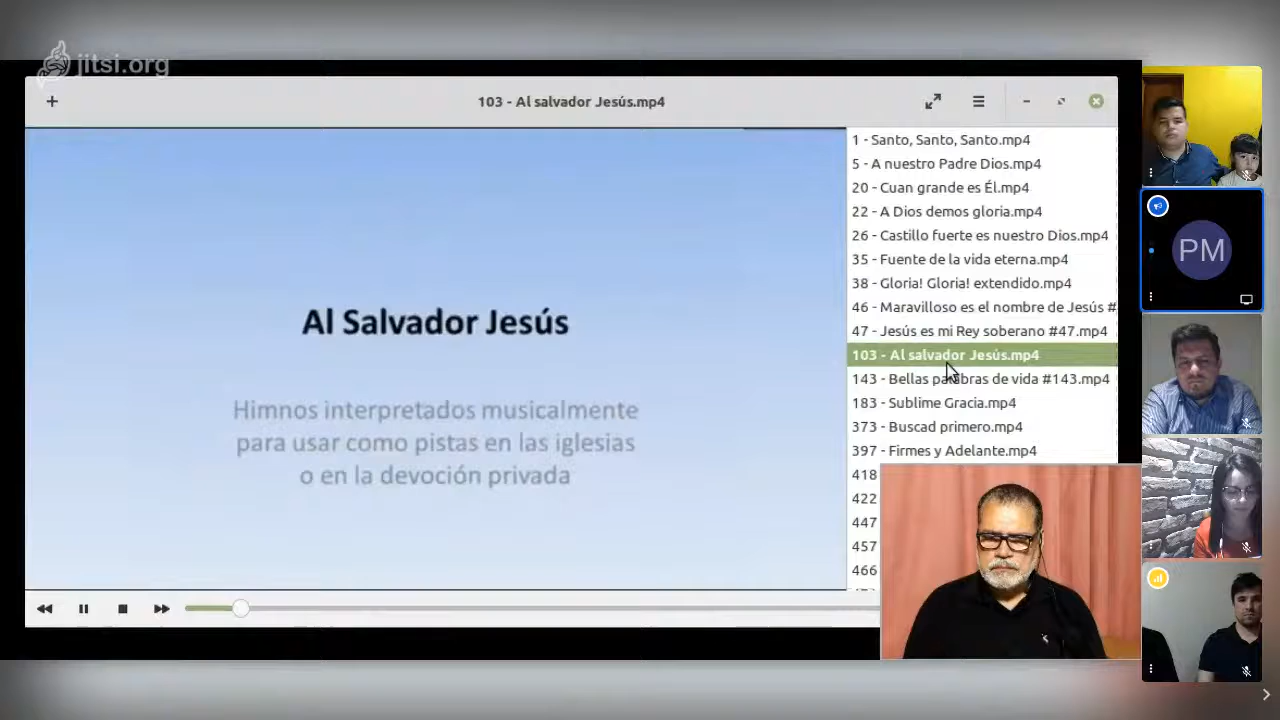 jitsi.org
103 - Al salvador Jesús.mp4
1 - Santo, Santo, Santo.mp4
5 - A nuestro Padre Dios.mp4
20 - Cuan grande es Él.mp4
22 - A Dios demos gloria.mp4
26 - Castillo fuerte es nuestro Dios.mp4
35 - Fuente de la vida eterna.mp4
38 - Gloria! Gloria! extendido.mp4
46 - Maravilloso es el nombre de Jesús #
47 - Jesús es mi Rey soberano #47.mp4
103 - Al salvador Jesús.mp4
143 - Bellas palabras de vida #143.mp4
183 - Sublime Gracia.mp4
373 - Buscad primero.mp4
397 - Firmes y Adelante.mp4
418
422
447
457
466
Al Salvador Jesús
Himnos interpretados musicalmente
para usar como pistas en las iglesias
o en la devoción privada
PM